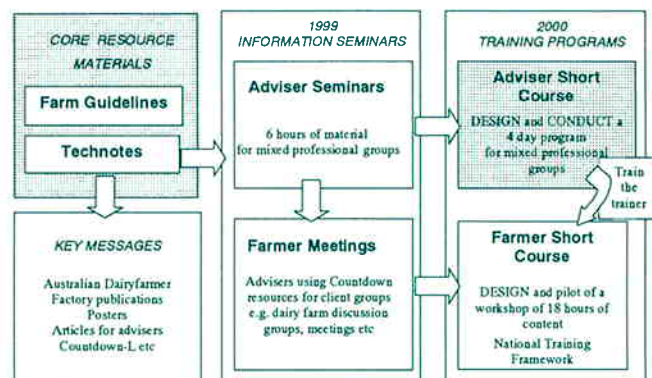 CORE RESOURCE
MATERIALS
Farm Guidelines
Technotes
KEY MESSAGES
Australian Dairyfarmer
Factory publications
Posters
Articles for advisers
Countdown-L etc
1999
INFORMATION SEMINARS
Adviser Seminars
6 hours of material
for mixed professional groups
Farmer Meetings
Advisers using Countdown
resources for client groups
e.g. dairy farm discussion
groups, meetings etc
2000
TRAINING PROGRAMS
Adviser Short
Course
DESIGN and CONDUCT a
4 day program
for mixed professional
groups
Train
the
trainer
Farmer Short
Course
DESIGN and pilot of a
workshop of 18 hours of
content
National Training
Framework